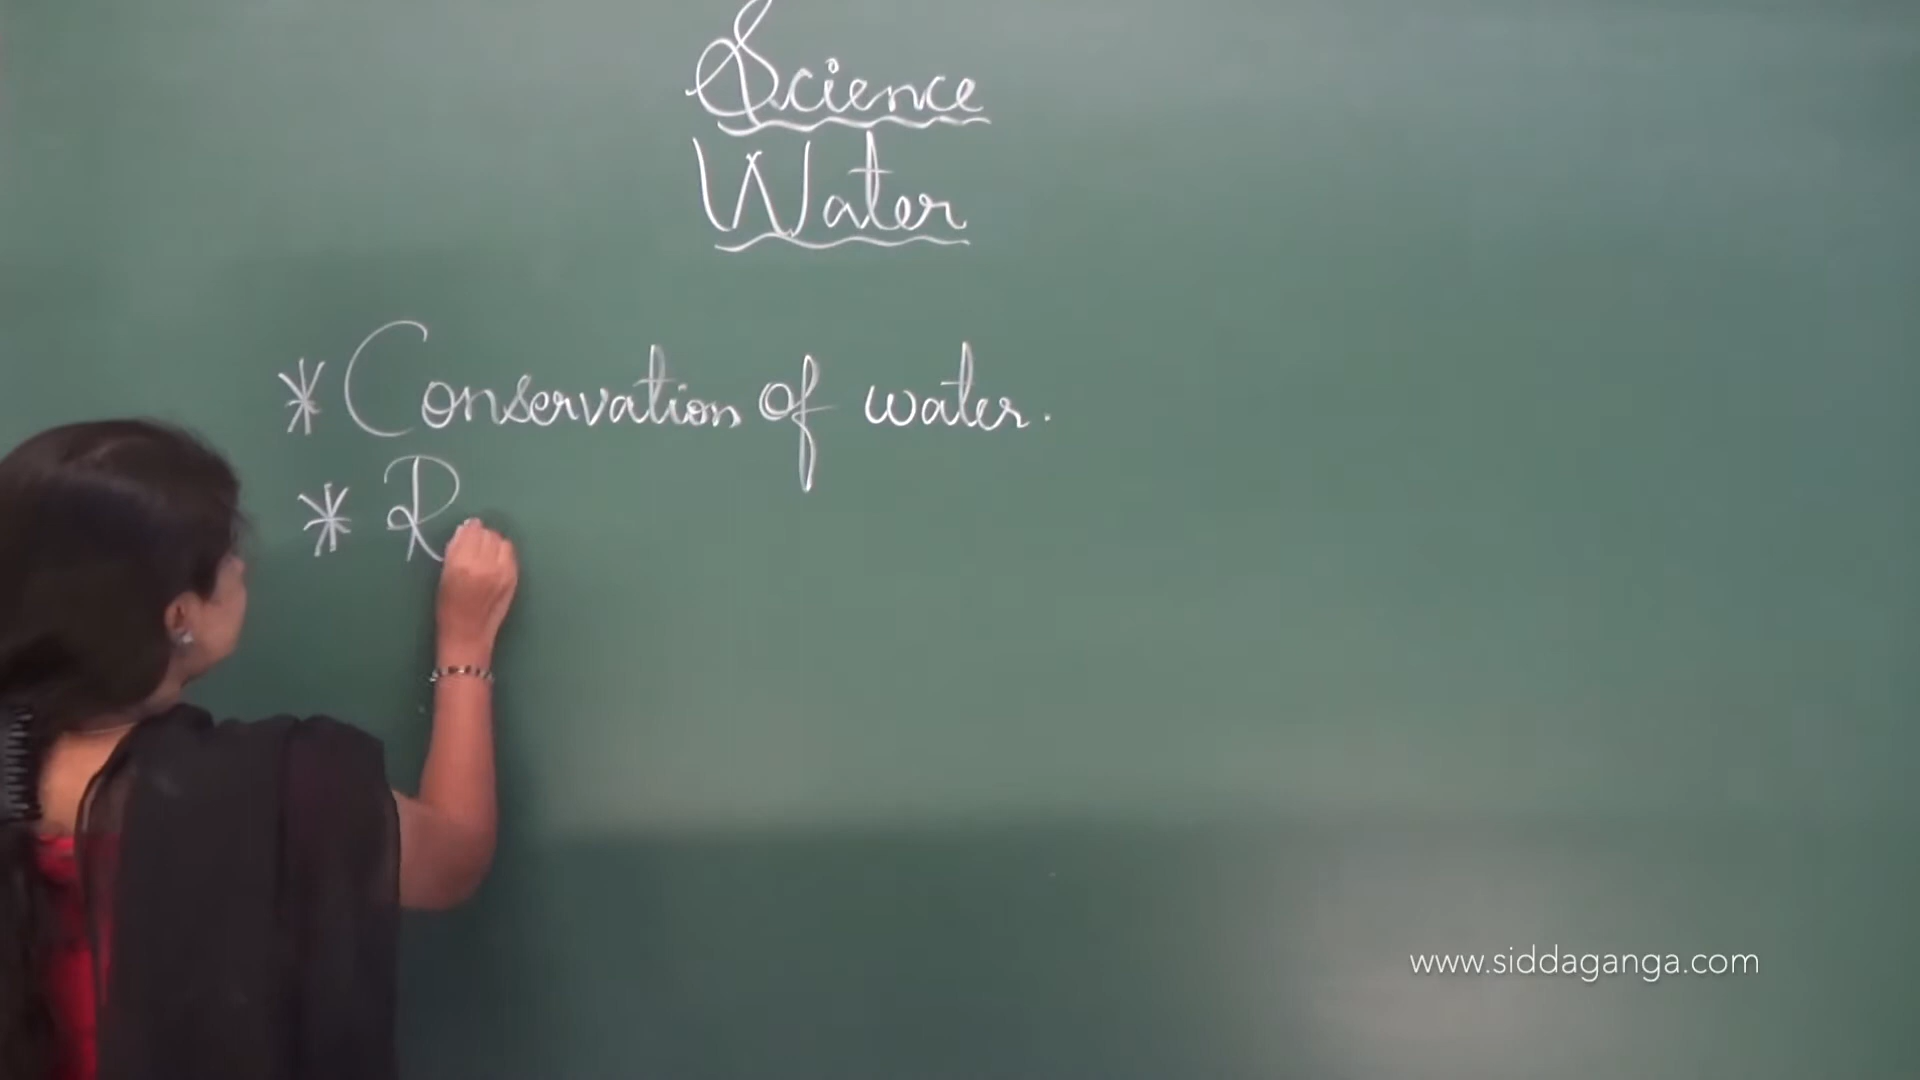 Science
Water
* Conservation of water.
* R
www.siddaganga.com